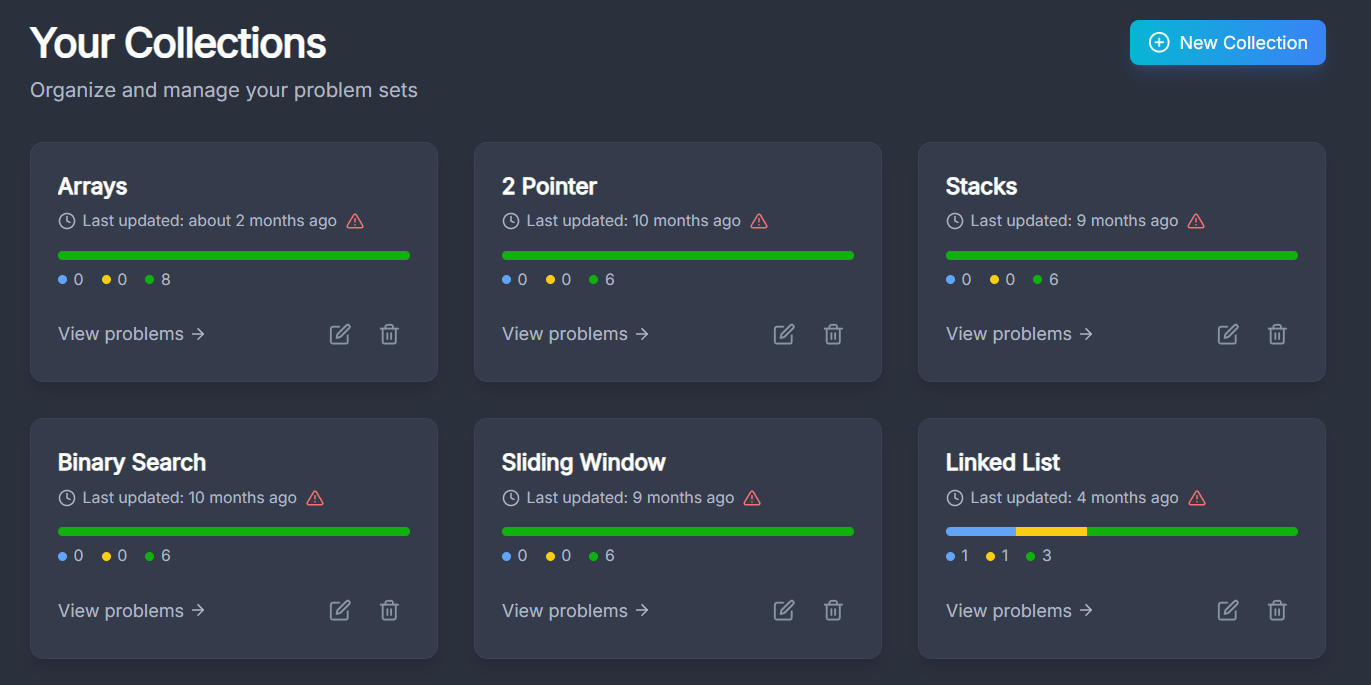 Your Collections
New Collection
Organize and manage your problem sets
Arrays
Last updated: about 2 months ago
0 0 8
View problems →
2 Pointer
Last updated: 10 months ago
0 0 6
View problems →
Stacks
Last updated: 9 months ago
0 0 6
View problems →
Binary Search
Last updated: 10 months ago
0 0 6
View problems →
Sliding Window
Last updated: 9 months ago
0 0 6
View problems →
Linked List
Last updated: 4 months ago
1 1 3
View problems →